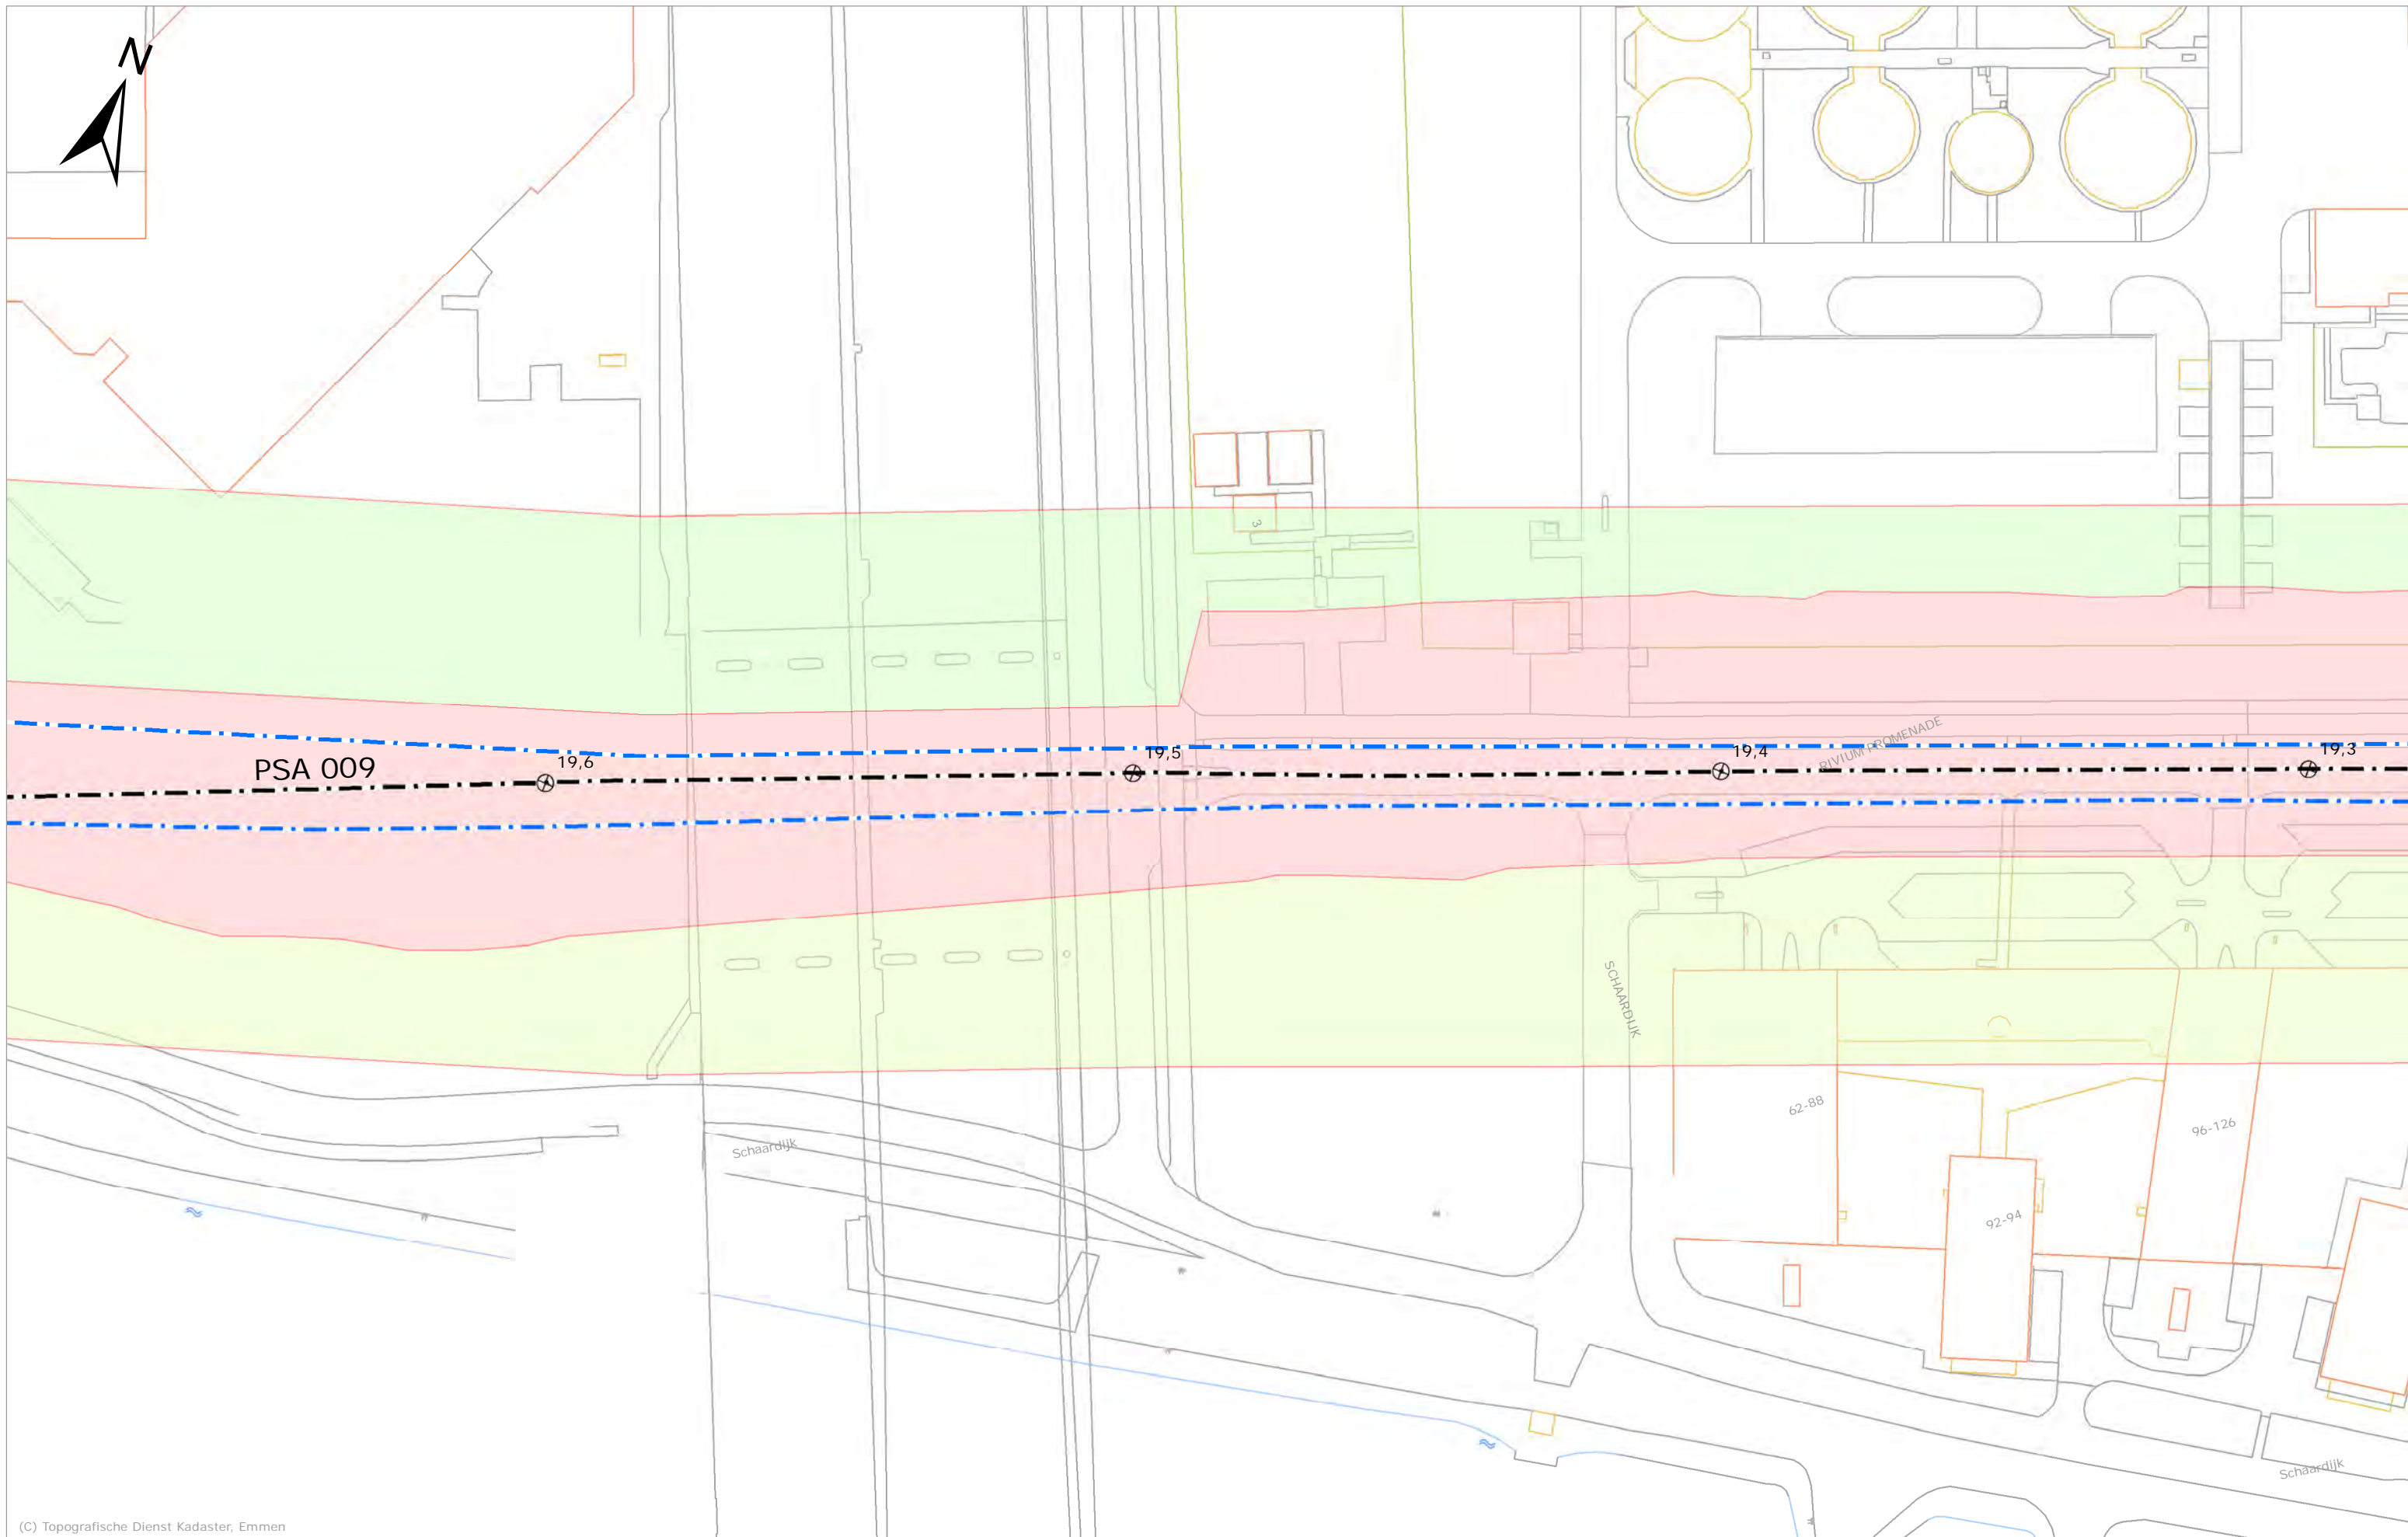 N
3
PSA 009
19,6
19,5
19,4
RIVIUM PROMENADE
19,3
SCHAARDIJK
62-88
96-126
Schaardijk
92-94
Schaardijk
(C) Topografische Dienst Kadaster, Emmen